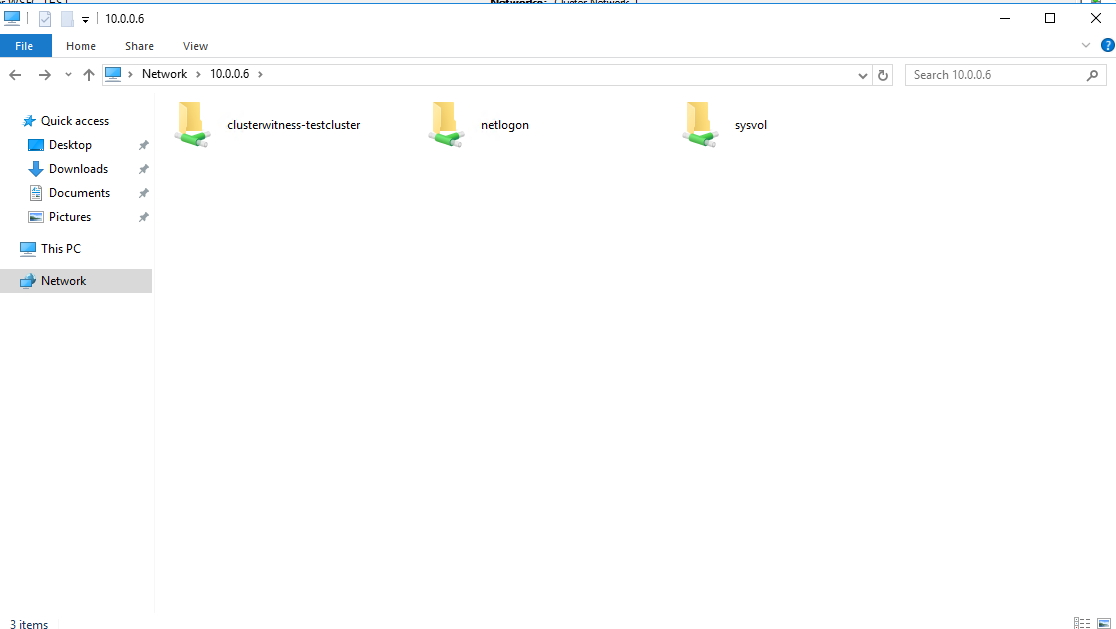 10.0.0.6
File Home Share View
Network 10.0.0.6
Search 10.0.0.6
Quick access
Desktop
Downloads
Documents
Pictures
This PC
Network
clusterwitness-testcluster
netlogon
sysvol
3 items